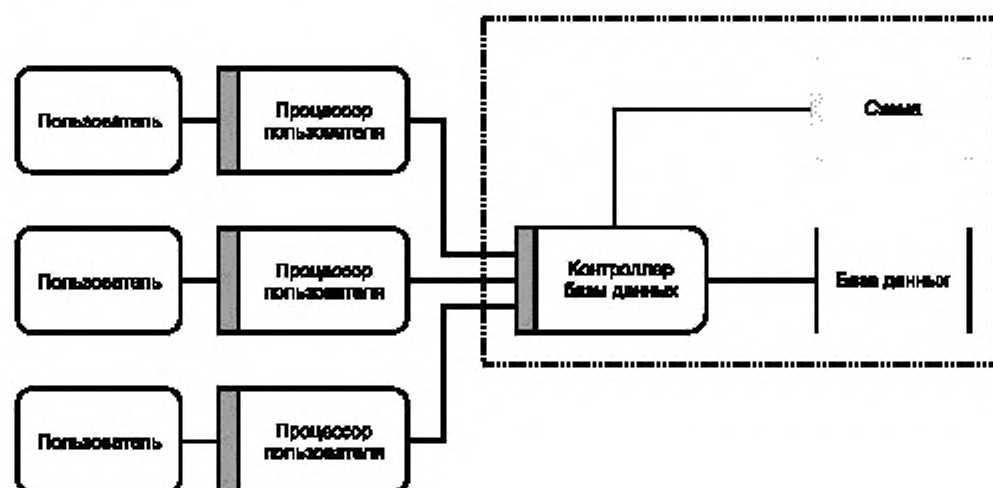 Пользователь
Процессор
пользователя
Схема
Пользователь
Процессор
пользователя
Контроллер
базы данных
База данных
Пользователь
Процессор
пользователя